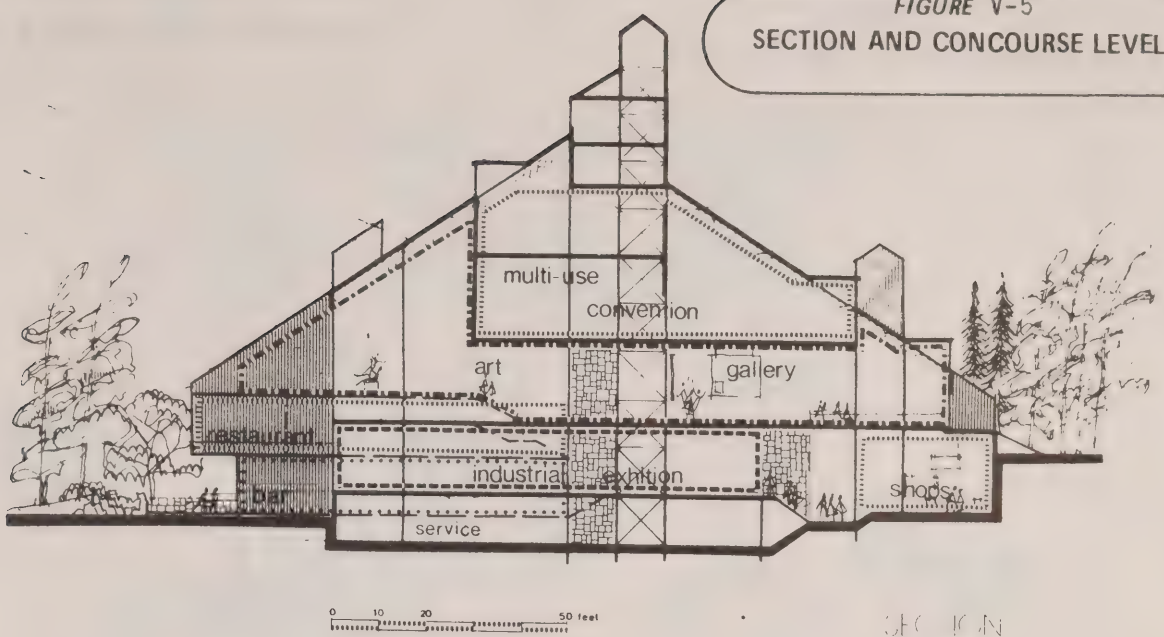 FIGURE V-5
SECTION AND CONCOURSE LEVEL
multi-use
convention
art gallery
restaurant
industrial exhition
bar
shops
service
0 10 20 50 feet
SECTION